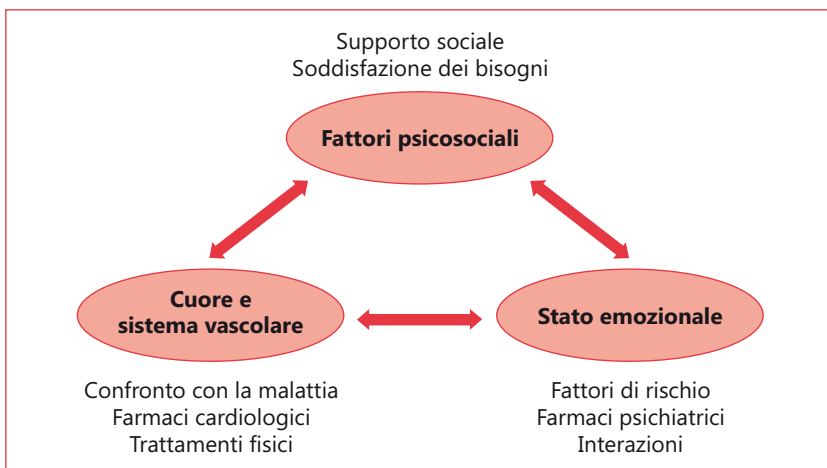 Supporto sociale
Soddisfazione dei bisogni
Fattori psicosociali
Cuore e
sistema vascolare
Stato emozionale
Confronto con la malattia
Farmaci cardiologici
Trattamenti fisici
Fattori di rischio
Farmaci psichiatrici
Interazioni